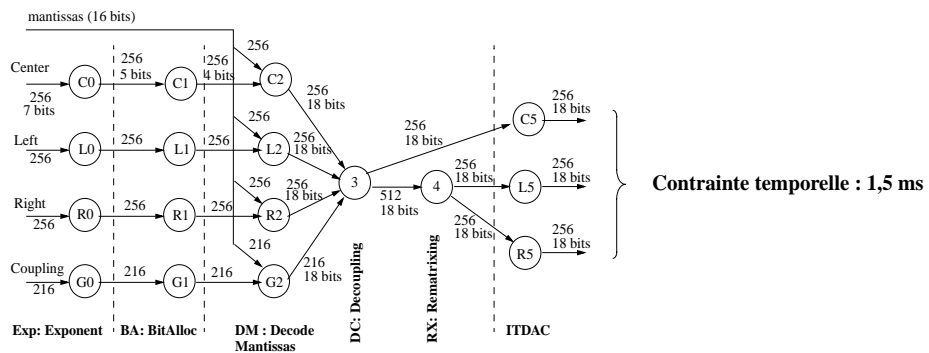 mantissas (16 bits)
256
Center
256
5 bits
256
4 bits
C0
C1
C2
256
7 bits
256
18 bits
256
18 bits
C5
256
Left
256
256
256
18 bits
256
18 bits
L0
L1
L2
256
256
18 bits
256
18 bits
3
4
L5
Contrainte temporelle : 1,5 ms
256
Right
256
256
256
18 bits
512
18 bits
R0
R1
R2
256
256
18 bits
256
18 bits
R5
216
Coupling
216
216
216
18 bits
G0
G1
G2
216
DC: Decoupling
RX: Rematrixing
Exp: Exponent
BA: BitAlloc
DM : Decode
Mantissas
ITDAC